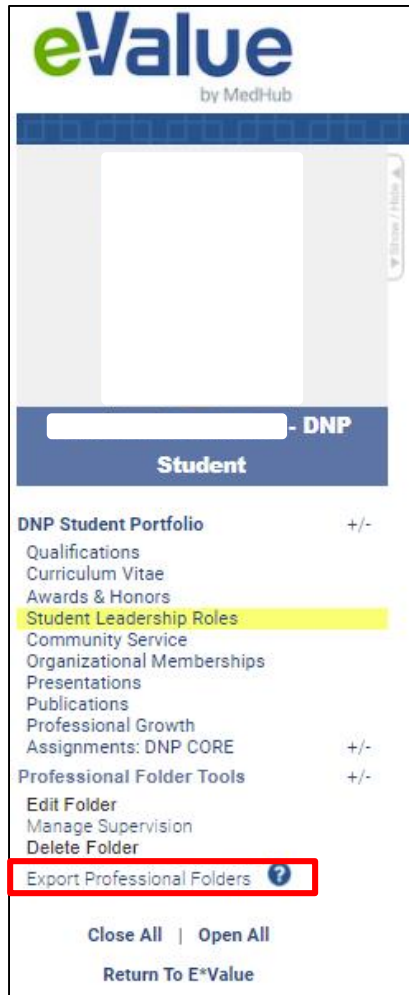 eValue
by MedHub
▼ Show / Hide ▲
- DNP
Student
DNP Student Portfolio +/-
Qualifications
Curriculum Vitae
Awards & Honors
Student Leadership Roles
Community Service
Organizational Memberships
Presentations
Publications
Professional Growth
Assignments: DNP CORE +/-
Professional Folder Tools +/-
Edit Folder
Manage Supervision
Delete Folder
Export Professional Folders ?
Close All | Open All
Return To E*Value